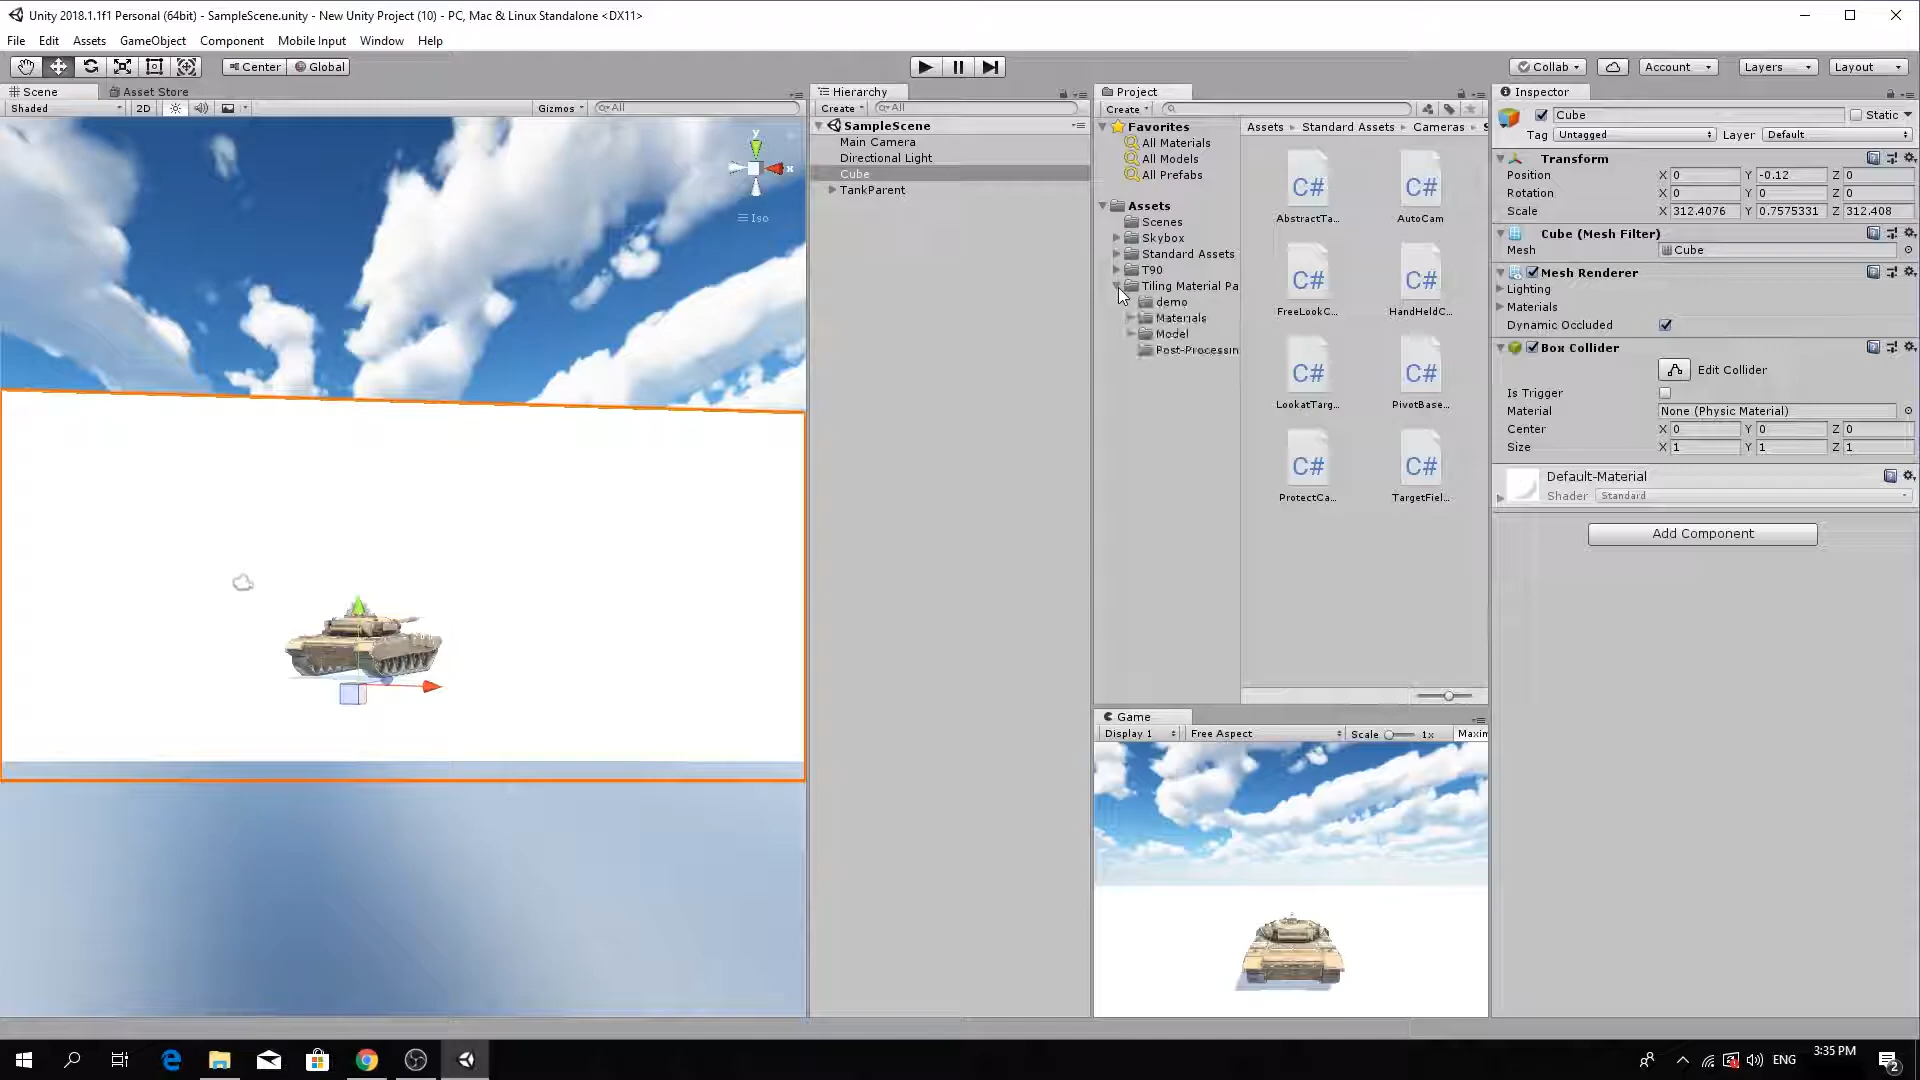 Unity 2018.1.1f1 Personal (64bit) - SampleScene.unity - New Unity Project (10) - PC, Mac & Linux Standalone <DX11>
File Edit Assets GameObject Component Mobile Input Window Help
Center Global
Collab Account Layers Layout
Scene Asset Store
Shaded 2D Gizmos All
y
x
Iso
Hierarchy
Create All
SampleScene
Main Camera
Directional Light
Cube
TankParent
Project
Create
Favorites
All Materials
All Models
All Prefabs
Assets
Scenes
Skybox
Standard Assets
T90
Tiling Material Pa
demo
Materials
Model
Post-Processin
Assets Standard Assets Cameras
C# C#
AbstractTa... AutoCam
C# C#
FreeLookC... HandHeldC...
C# C#
LookatTarg... PivotBase...
C# C#
ProtectCa... TargetFiel...
Game
Display 1 Free Aspect Scale 1x Maxin
Inspector
Cube Static
Tag Untagged Layer Default
Transform
Position X 0 Y -0.12 Z 0
Rotation X 0 Y 0 Z 0
Scale X 312.4076 Y 0.7575331 Z 312.408
Cube (Mesh Filter)
Mesh Cube
Mesh Renderer
Lighting
Materials
Dynamic Occluded
Box Collider
Edit Collider
Is Trigger
Material None (Physic Material)
Center X 0 Y 0 Z 0
Size X 1 Y 1 Z 1
Default-Material
Shader Standard
Add Component
ENG 3:35 PM 2